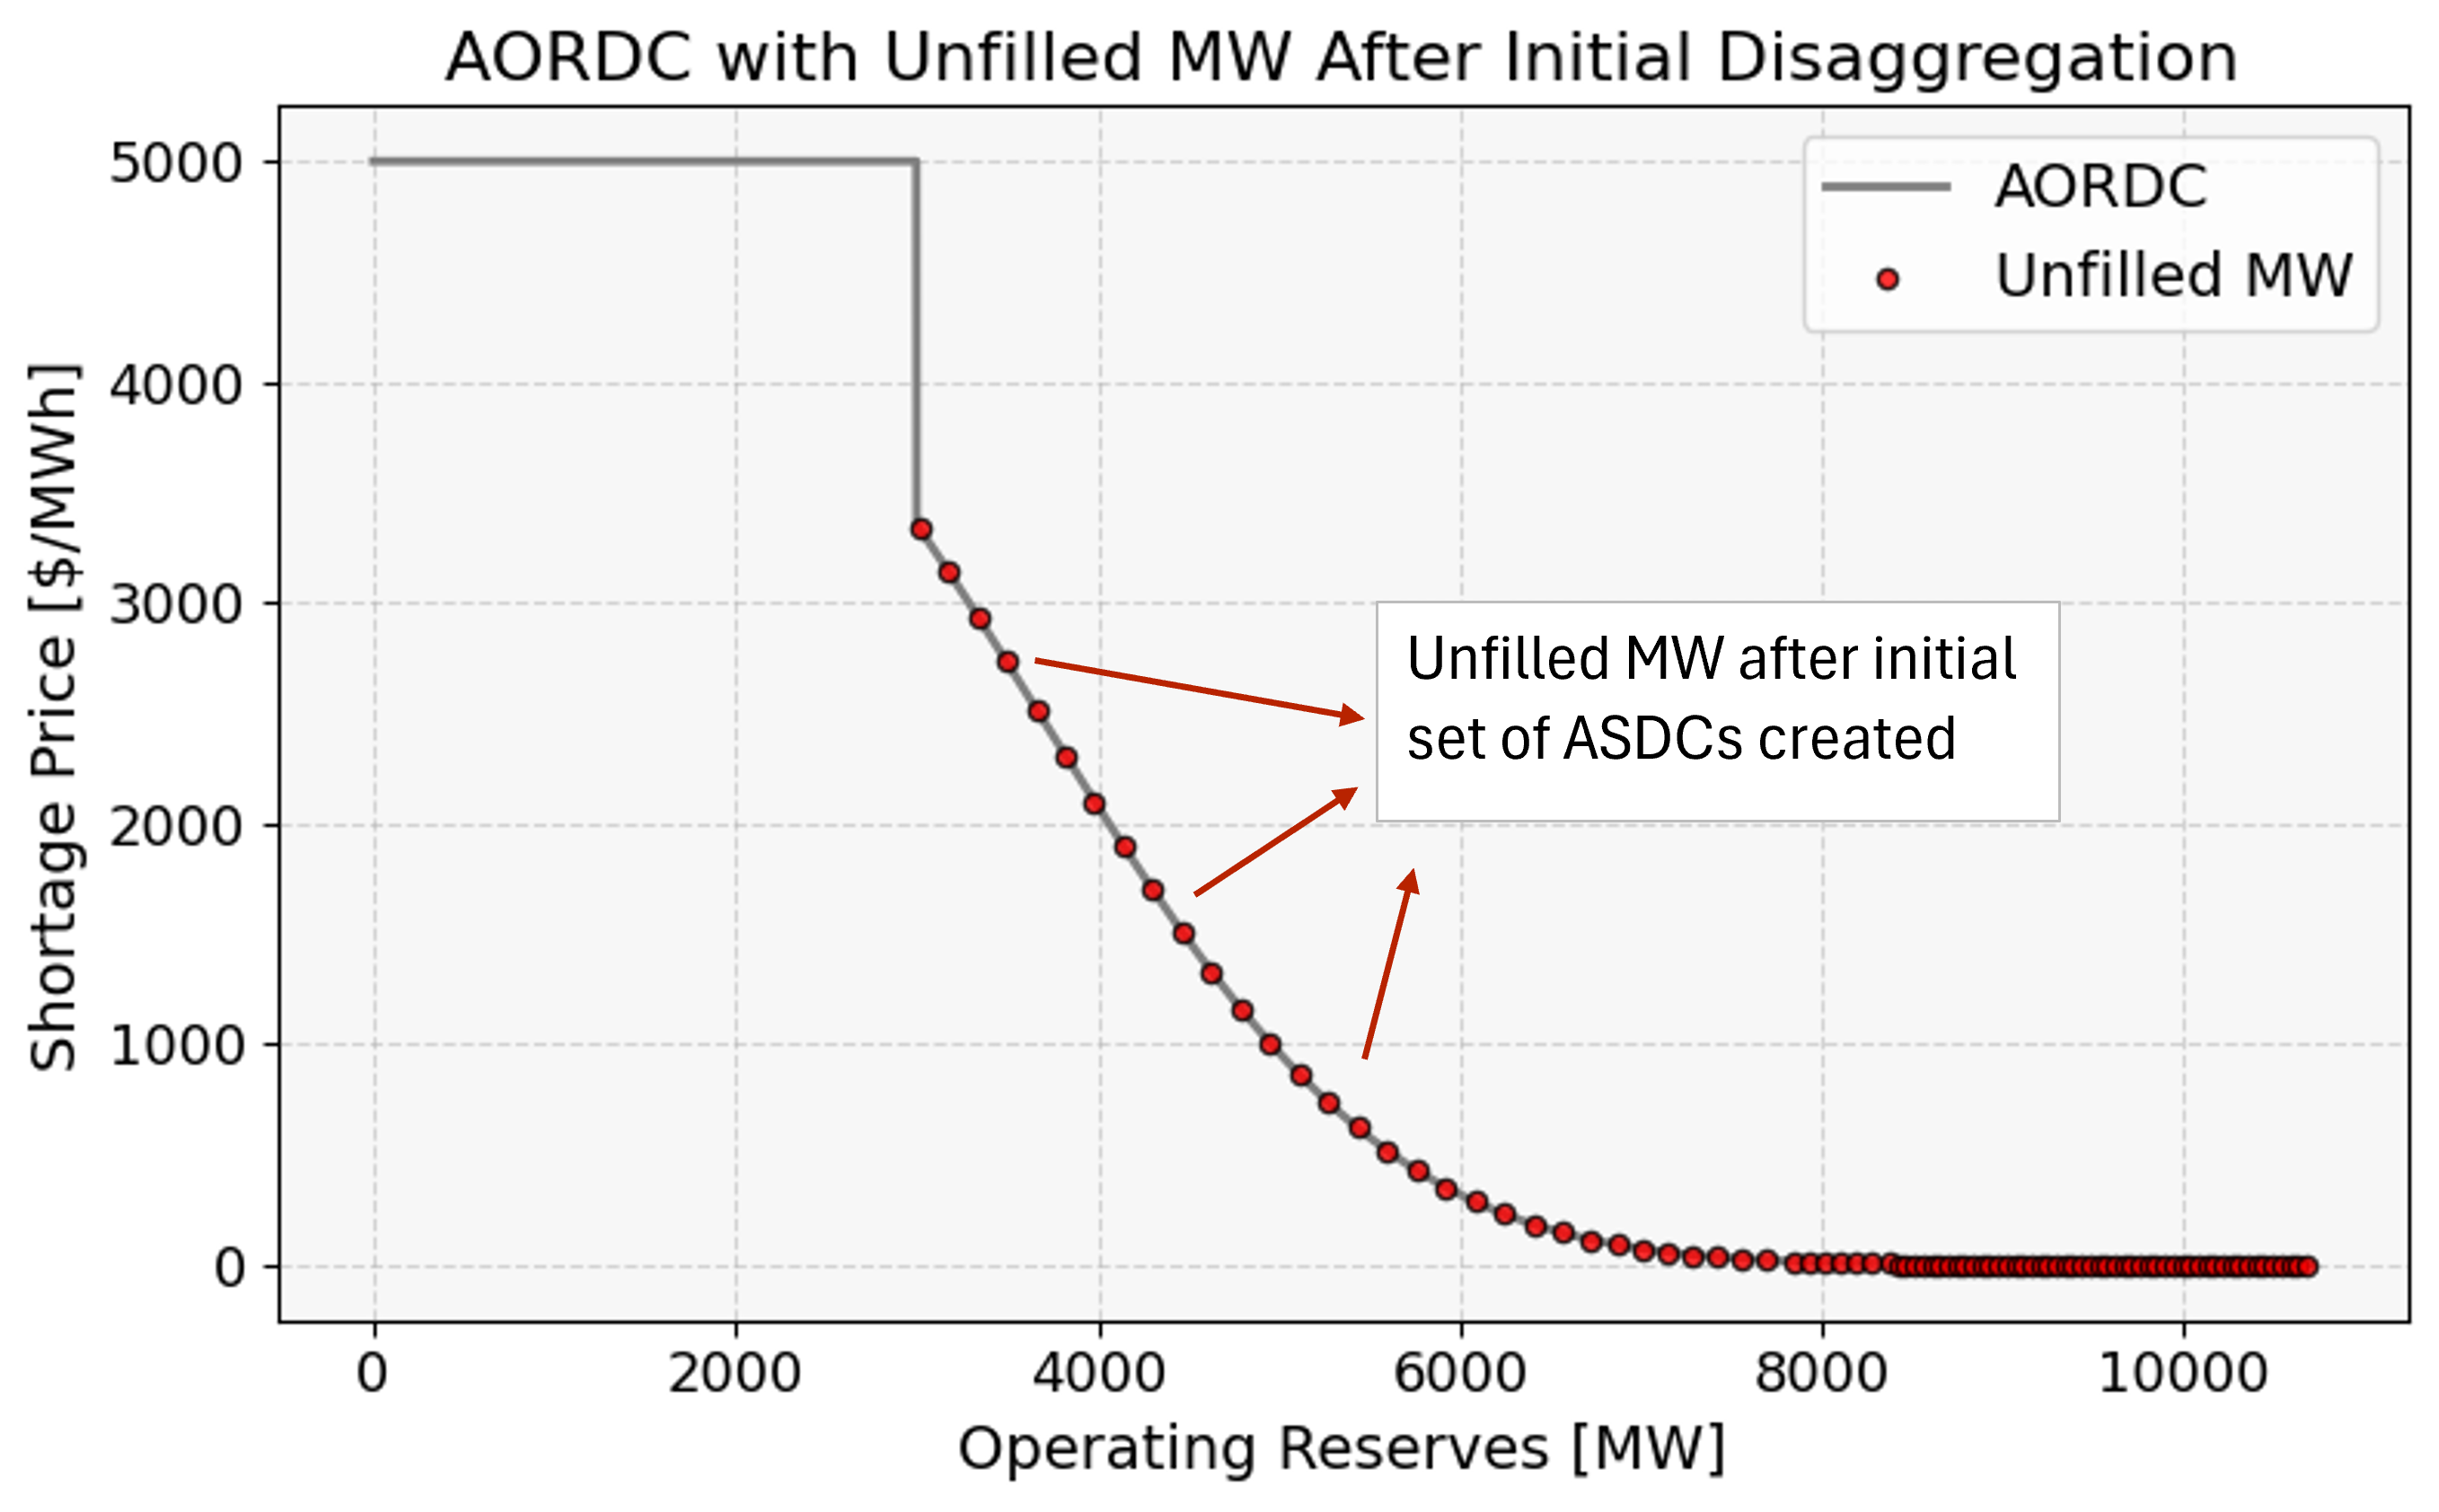 AORDC with Unfilled MW After Initial Disaggregation
AORDC
Unfilled MW
Unfilled MW after initial
set of ASDCs created
Shortage Price [$/MWh]
5000
4000
3000
2000
1000
0
0
2000
4000
6000
8000
10000
Operating Reserves [MW]